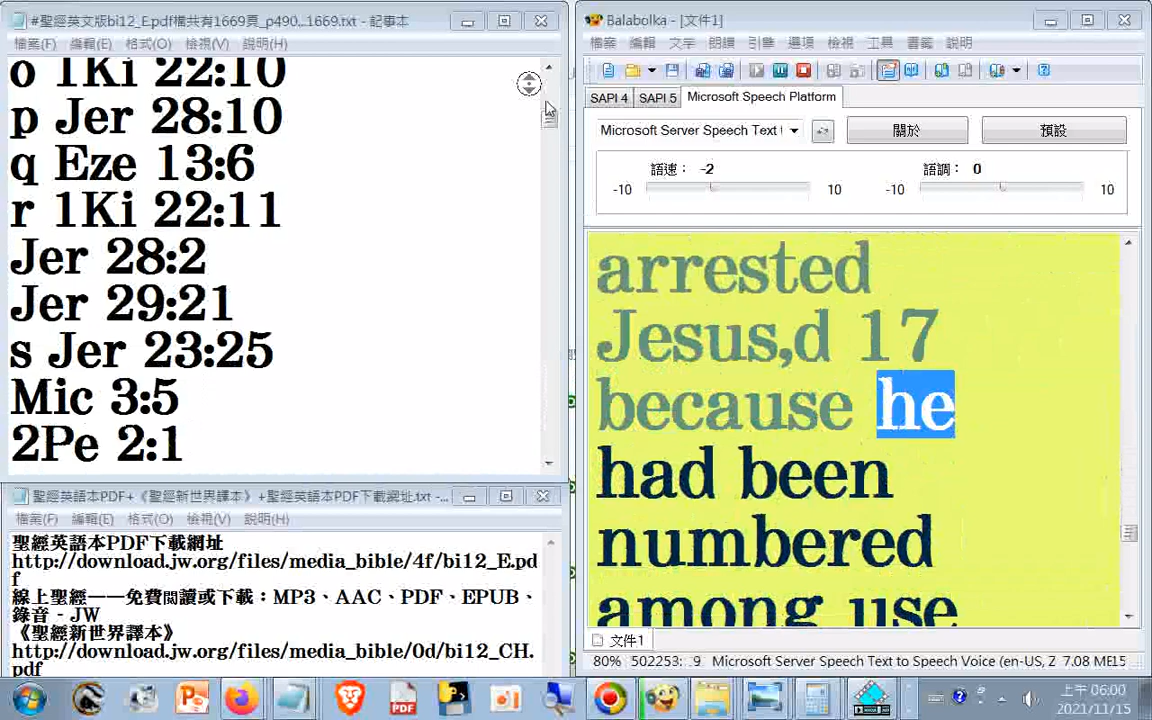 #聖經英文版bi12_E.pdf檔共有1669頁_p490,..1669.txt - 記事本
檔案(F) 編輯(E) 格式(O) 檢視(V) 說明(H)
o 1Ki 22:10
p Jer 28:10
q Eze 13:6
r 1Ki 22:11
Jer 28:2
Jer 29:21
s Jer 23:25
Mic 3:5
2Pe 2:1
聖經英語本PDF+《聖經新世界譯本》+聖經英語本PDF下載網址.txt -...
檔案(F) 編輯(E) 格式(O) 檢視(V) 說明(H)
聖經英語本PDF下載網址
http://download.jw.org/files/media_bible/4f/bi12_E.pd
f
線上聖經——免費閱讀或下載：MP3、AAC、PDF、EPUB、
錄音 - JW
《聖經新世界譯本》
http://download.jw.org/files/media_bible/0d/bi12_CH.
pdf
Balabolka - [文件1]
檔案 編輯 文字 朗讀 引擎 選項 檢視 工具 書籤 說明
SAPI 4 SAPI 5 Microsoft Speech Platform
Microsoft Server Speech Text 關於 預設
語速： -2 語調： 0
-10 10 -10 10
arrested
Jesus,d 17
because he
had been
numbered
among use
文件1
80% 502253: .9 Microsoft Server Speech Text to Speech Voice (en-US, Z 7.08 ME15
上午 06:00
2021/11/15